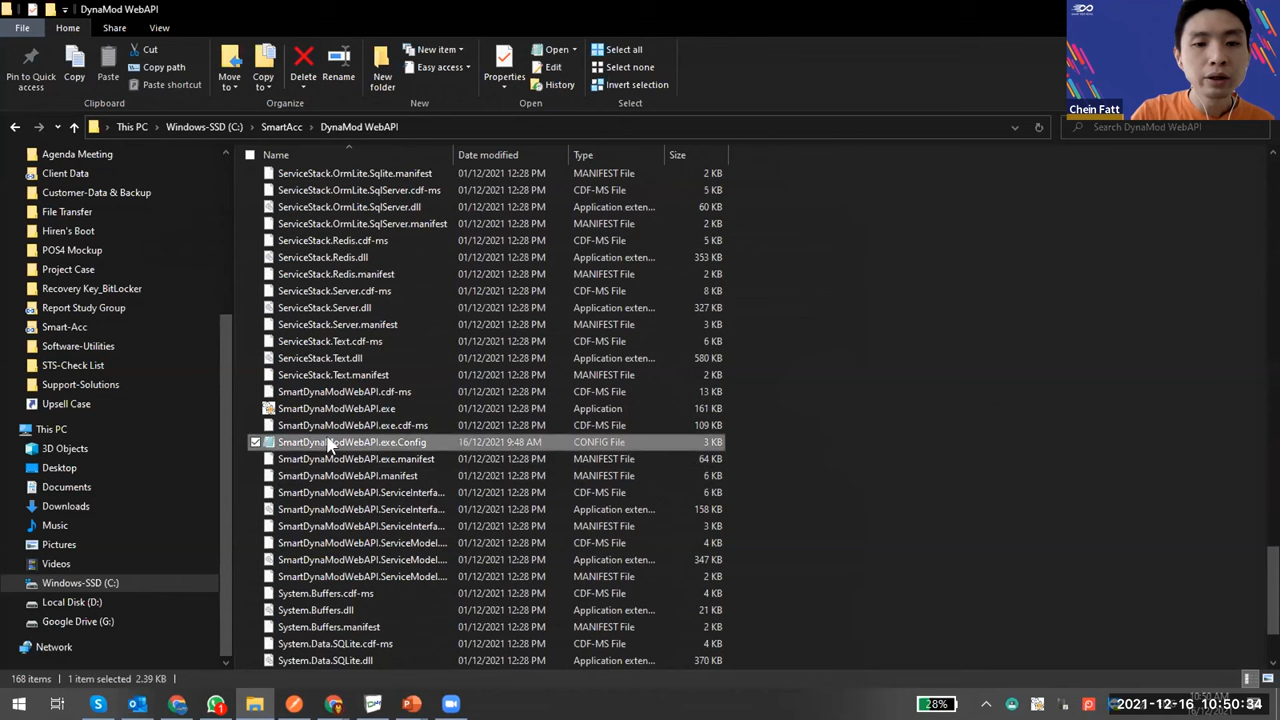 DynaMod WebAPI
File Home Share View
Pin to Quick access
Copy
Paste
Cut
Copy path
Paste shortcut
Move to
Copy to
Delete
Rename
New folder
New item
Easy access
Properties
Open
Edit
History
Select all
Select none
Invert selection
Clipboard Organize New Open Select
Chein Fatt
This PC > Windows-SSD (C:) > SmartAcc > DynaMod WebAPI
Search DynaMod WebAPI
Agenda Meeting
Client Data
Customer-Data & Backup
File Transfer
Hiren's Boot
POS4 Mockup
Project Case
Recovery Key_BitLocker
Report Study Group
Smart-Acc
Software-Utilities
STS-Check List
Support-Solutions
Upsell Case
This PC
3D Objects
Desktop
Documents
Downloads
Music
Pictures
Videos
Windows-SSD (C:)
Local Disk (D:)
Google Drive (G:)
Network
Name Date modified Type Size
ServiceStack.OrmLite.Sqlite.manifest 01/12/2021 12:28 PM MANIFEST File 2 KB
ServiceStack.OrmLite.SqlServer.cdf-ms 01/12/2021 12:28 PM CDF-MS File 5 KB
ServiceStack.OrmLite.SqlServer.dll 01/12/2021 12:28 PM Application exten... 60 KB
ServiceStack.OrmLite.SqlServer.manifest 01/12/2021 12:28 PM MANIFEST File 2 KB
ServiceStack.Redis.cdf-ms 01/12/2021 12:28 PM CDF-MS File 5 KB
ServiceStack.Redis.dll 01/12/2021 12:28 PM Application exten... 353 KB
ServiceStack.Redis.manifest 01/12/2021 12:28 PM MANIFEST File 2 KB
ServiceStack.Server.cdf-ms 01/12/2021 12:28 PM CDF-MS File 8 KB
ServiceStack.Server.dll 01/12/2021 12:28 PM Application exten... 327 KB
ServiceStack.Server.manifest 01/12/2021 12:28 PM MANIFEST File 3 KB
ServiceStack.Text.cdf-ms 01/12/2021 12:28 PM CDF-MS File 6 KB
ServiceStack.Text.dll 01/12/2021 12:28 PM Application exten... 580 KB
ServiceStack.Text.manifest 01/12/2021 12:28 PM MANIFEST File 2 KB
SmartDynaModWebAPI.cdf-ms 01/12/2021 12:28 PM CDF-MS File 13 KB
SmartDynaModWebAPI.exe 01/12/2021 12:28 PM Application 161 KB
SmartDynaModWebAPI.exe.cdf-ms 01/12/2021 12:28 PM CDF-MS File 109 KB
SmartDynaModWebAPI.exe.Config 16/12/2021 9:48 AM CONFIG File 3 KB
SmartDynaModWebAPI.exe.manifest 01/12/2021 12:28 PM MANIFEST File 64 KB
SmartDynaModWebAPI.manifest 01/12/2021 12:28 PM MANIFEST File 6 KB
SmartDynaModWebAPI.ServiceInterfa... 01/12/2021 12:28 PM CDF-MS File 6 KB
SmartDynaModWebAPI.ServiceInterfa... 01/12/2021 12:28 PM Application exten... 158 KB
SmartDynaModWebAPI.ServiceInterfa... 01/12/2021 12:28 PM MANIFEST File 3 KB
SmartDynaModWebAPI.ServiceModel.... 01/12/2021 12:28 PM CDF-MS File 4 KB
SmartDynaModWebAPI.ServiceModel.... 01/12/2021 12:28 PM Application exten... 347 KB
SmartDynaModWebAPI.ServiceModel.... 01/12/2021 12:28 PM MANIFEST File 2 KB
System.Buffers.cdf-ms 01/12/2021 12:28 PM CDF-MS File 4 KB
System.Buffers.dll 01/12/2021 12:28 PM Application exten... 21 KB
System.Buffers.manifest 01/12/2021 12:28 PM MANIFEST File 2 KB
System.Data.SQLite.cdf-ms 01/12/2021 12:28 PM CDF-MS File 4 KB
System.Data.SQLite.dll 01/12/2021 12:28 PM Application exten... 370 KB
168 items 1 item selected 2.39 KB
28%
2021-12-16 10:50:34